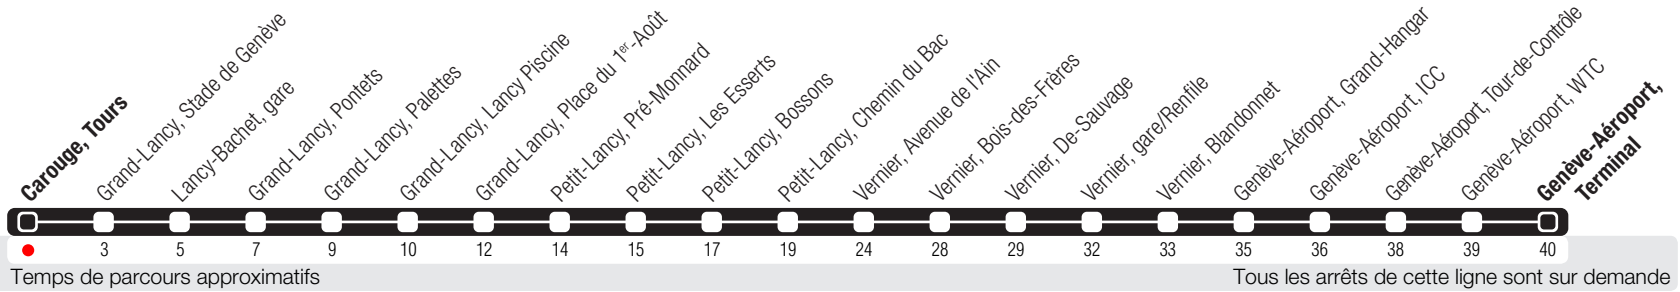 Carouge, Tours
Grand-Lancy, Stade de Genève
Lancy-Bachet, gare
Grand-Lancy, Pontets
Grand-Lancy, Palettes
Grand-Lancy, Lancy Piscine
Grand-Lancy, Place du 1er-Août
Petit-Lancy, Pré-Monnard
Petit-Lancy, Les Esserts
Petit-Lancy, Bossons
Petit-Lancy, Chemin du Bac
Vernier, Avenue de l'Ain
Vernier, Bois-des-Frères
Vernier, De-Sauvage
Vernier, gare/Renfile
Vernier, Blandonnet
Genève-Aéroport, Grand-Hangar
Genève-Aéroport, ICC
Genève-Aéroport, Tour-de-Contrôle
Genève-Aéroport, WTC
Genève-Aéroport,
Terminal
3 5 7 9 10 12 14 15 17 19 24 28 29 32 33 35 36 38 39 40
Temps de parcours approximatifs
Tous les arrêts de cette ligne sont sur demande